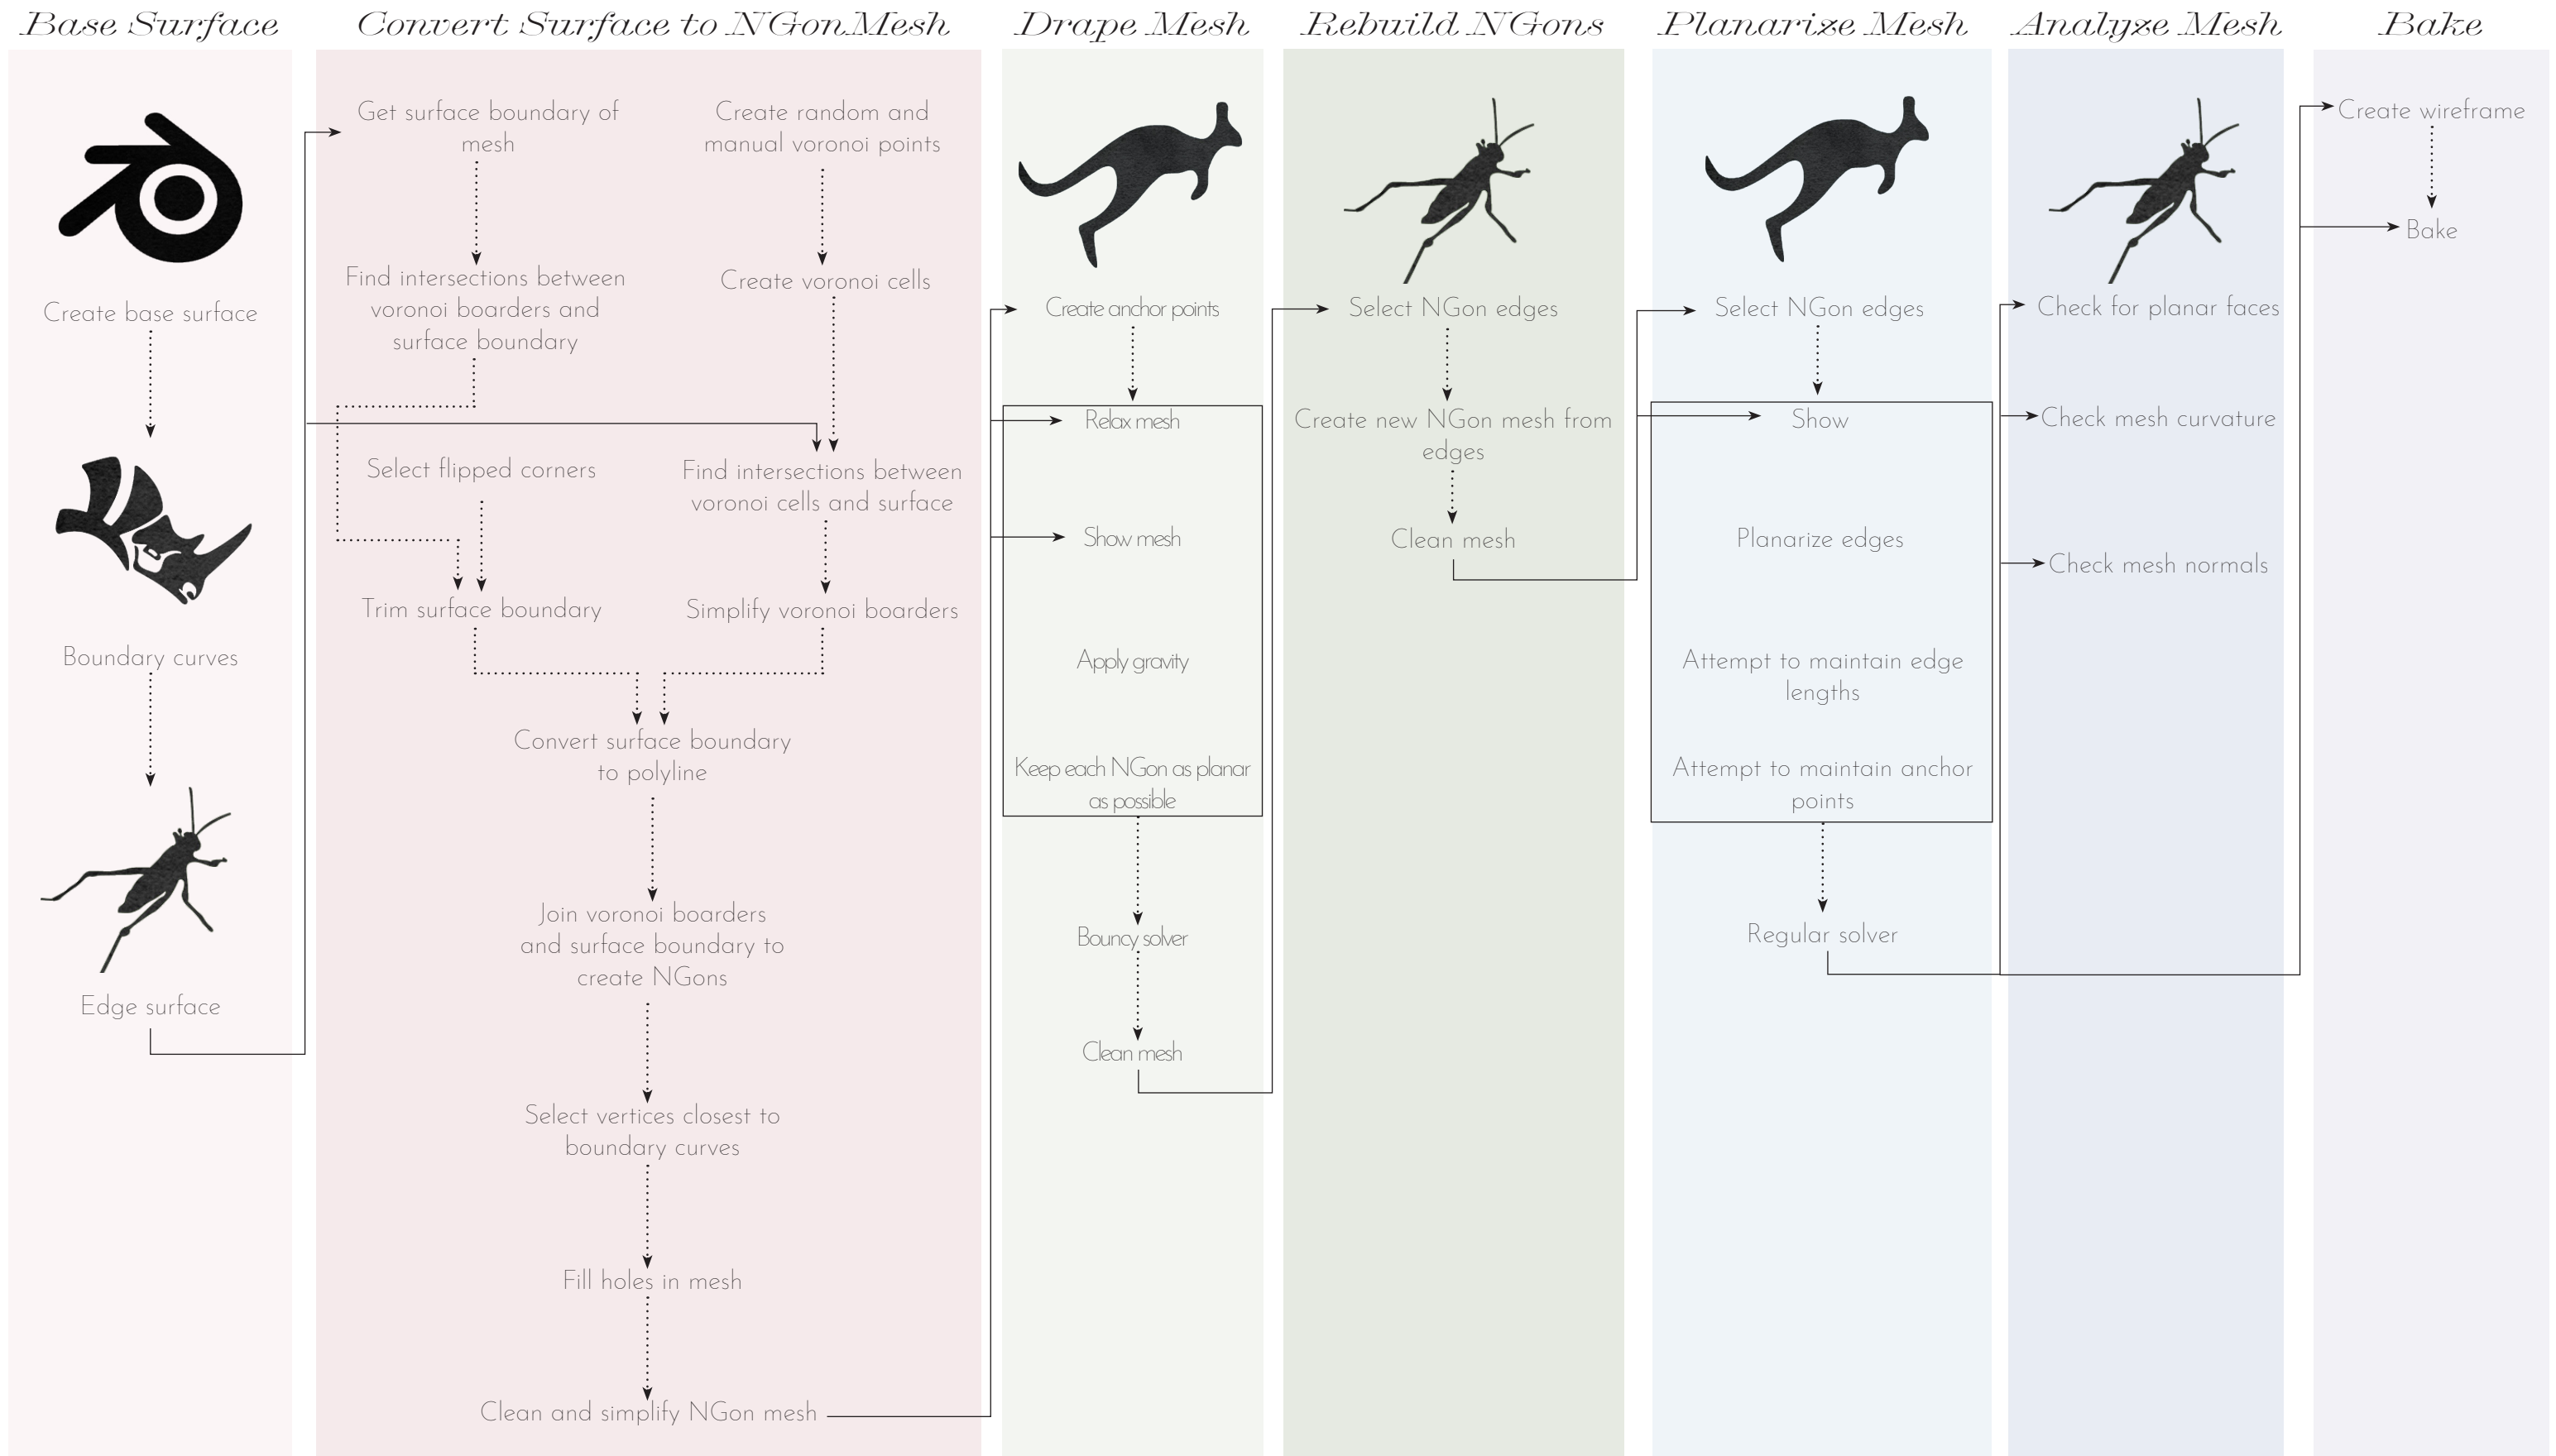 Base Surface
Create base surface
Boundary curves
Edge surface
Convert Surface to NGon Mesh
Get surface boundary of
mesh
Create random and
manual voronoi points
Find intersections between
voronoi boarders and
surface boundary
Create voronoi cells
Select flipped corners
Find intersections between
voronoi cells and surface
Trim surface boundary
Simplify voronoi boarders
Convert surface boundary
to polyline
Join voronoi boarders
and surface boundary to
create NGons
Select vertices closest to
boundary curves
Fill holes in mesh
Clean and simplify NGon mesh
Drape Mesh
Create anchor points
Relax mesh
Show mesh
Apply gravity
Keep each NGon as planar
as possible
Bouncy solver
Clean mesh
Rebuild NGons
Select NGon edges
Create new NGon mesh from
edges
Clean mesh
Planarize Mesh
Select NGon edges
Show
Planarize edges
Attempt to maintain edge
lengths
Attempt to maintain anchor
points
Regular solver
Analyze Mesh
Check for planar faces
Check mesh curvature
Check mesh normals
Bake
Create wireframe
Bake